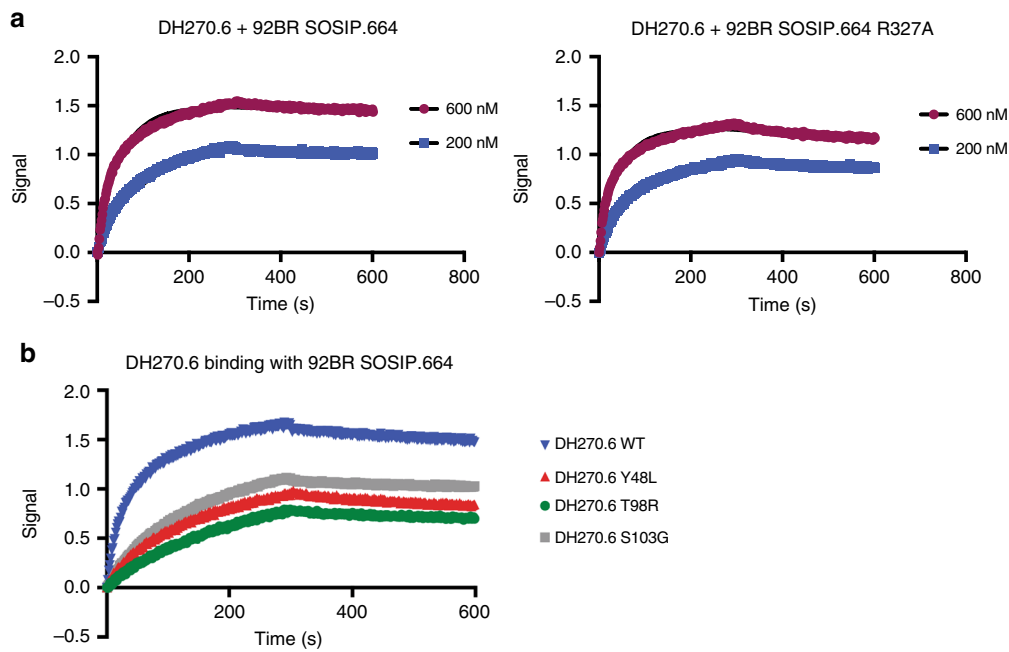 a
DH270.6 + 92BR SOSIP.664
2.0
1.5
1.0
0.5
0.0
–0.5
Signal
200
400
600
800
Time (s)
600 nM
200 nM
DH270.6 + 92BR SOSIP.664 R327A
2.0
1.5
1.0
0.5
0.0
–0.5
Signal
200
400
600
800
Time (s)
600 nM
200 nM
b
DH270.6 binding with 92BR SOSIP.664
2.0
1.5
1.0
0.5
0.0
–0.5
Signal
200
400
600
Time (s)
DH270.6 WT
DH270.6 Y48L
DH270.6 T98R
DH270.6 S103G